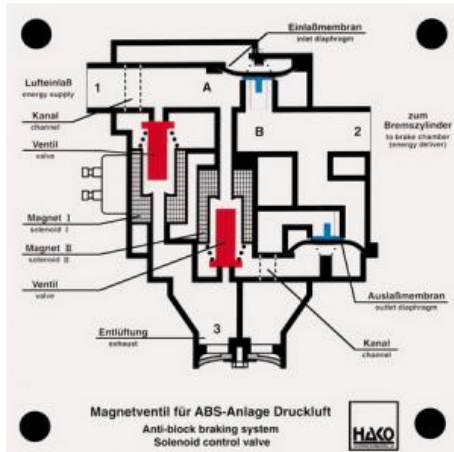 Einlaßmembran
inlet diaphragm
Lufteinlaß
energy supply
1
A
Kanal
channel
B
2
zum
Bremszylinder
to brake chamber
(energy deliver)
Ventil
valve
Magnet I
solenoid I
Magnet II
solenoid II
Ventil
valve
Auslaßmembran
outlet diaphragm
3
Entlüftung
exhaust
Kanal
channel
Magnetventil für ABS-Anlage Druckluft
Anti-block braking system
Solenoid control valve
HAKO